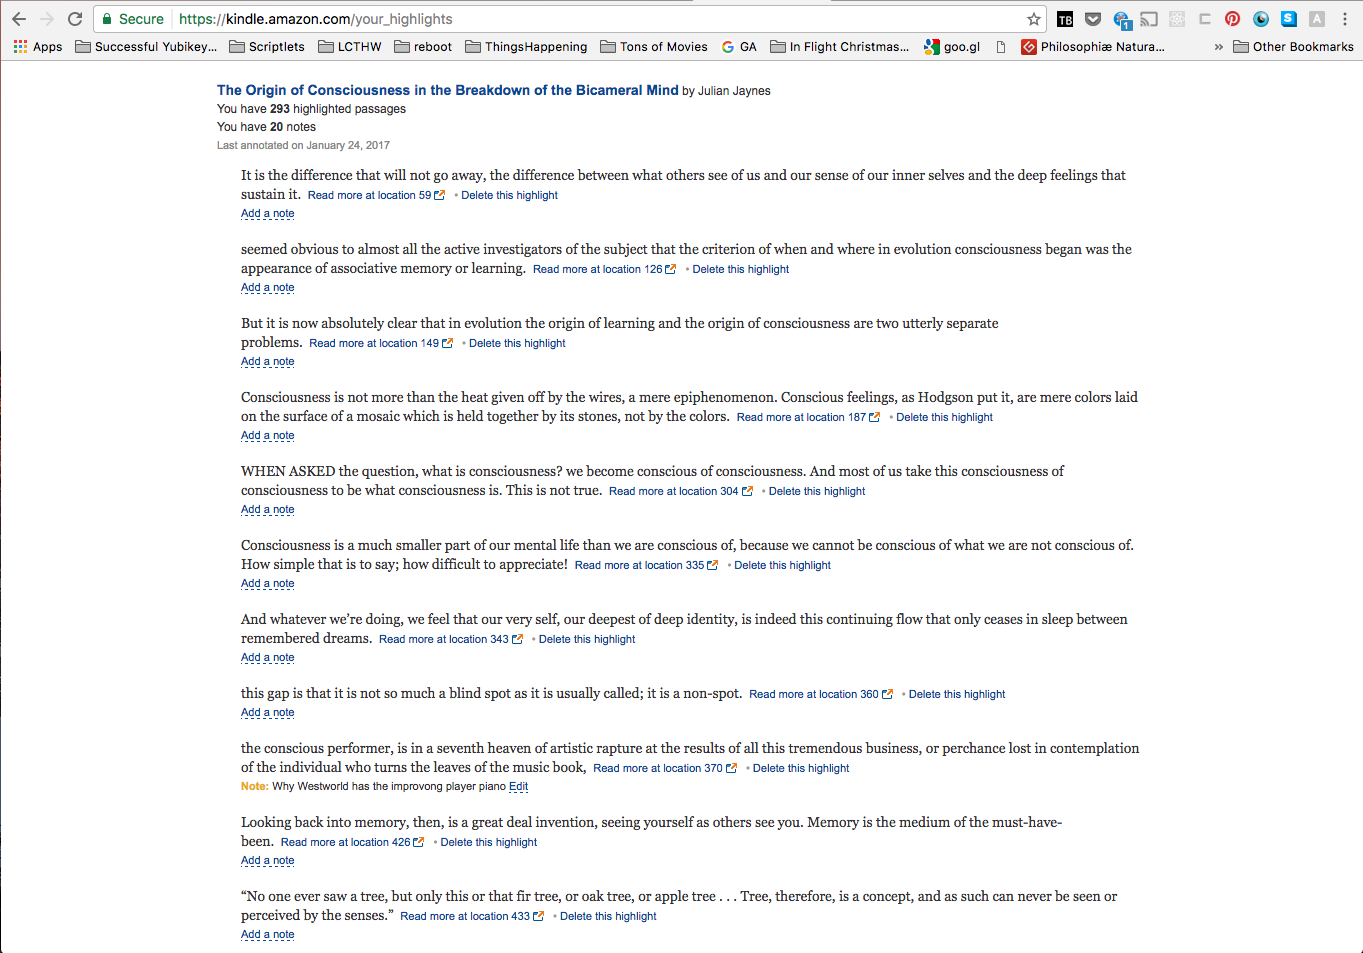 Secure https://kindle.amazon.com/your_highlights TB 1 S A
Apps Successful Yubikey... Scriptlets LCTHW reboot ThingsHappening Tons of Movies G GA In Flight Christmas... goo.gl Philosophiæ Natura... » Other Bookmarks
The Origin of Consciousness in the Breakdown of the Bicameral Mind by Julian Jaynes
You have 293 highlighted passages
You have 20 notes
Last annotated on January 24, 2017
It is the difference that will not go away, the difference between what others see of us and our sense of our inner selves and the deep feelings that
sustain it. Read more at location 59 • Delete this highlight
Add a note
seemed obvious to almost all the active investigators of the subject that the criterion of when and where in evolution consciousness began was the
appearance of associative memory or learning. Read more at location 126 • Delete this highlight
Add a note
But it is now absolutely clear that in evolution the origin of learning and the origin of consciousness are two utterly separate
problems. Read more at location 149 • Delete this highlight
Add a note
Consciousness is not more than the heat given off by the wires, a mere epiphenomenon. Conscious feelings, as Hodgson put it, are mere colors laid
on the surface of a mosaic which is held together by its stones, not by the colors. Read more at location 187 • Delete this highlight
Add a note
WHEN ASKED the question, what is consciousness? we become conscious of consciousness. And most of us take this consciousness of
consciousness to be what consciousness is. This is not true. Read more at location 304 • Delete this highlight
Add a note
Consciousness is a much smaller part of our mental life than we are conscious of, because we cannot be conscious of what we are not conscious of.
How simple that is to say; how difficult to appreciate! Read more at location 335 • Delete this highlight
Add a note
And whatever we're doing, we feel that our very self, our deepest of deep identity, is indeed this continuing flow that only ceases in sleep between
remembered dreams. Read more at location 343 • Delete this highlight
Add a note
this gap is that it is not so much a blind spot as it is usually called; it is a non-spot. Read more at location 360 • Delete this highlight
Add a note
the conscious performer, is in a seventh heaven of artistic rapture at the results of all this tremendous business, or perchance lost in contemplation
of the individual who turns the leaves of the music book, Read more at location 370 • Delete this highlight
Note: Why Westworld has the improvong player piano Edit
Looking back into memory, then, is a great deal invention, seeing yourself as others see you. Memory is the medium of the must-have-
been. Read more at location 426 • Delete this highlight
Add a note
“No one ever saw a tree, but only this or that fir tree, or oak tree, or apple tree . . . Tree, therefore, is a concept, and as such can never be seen or
perceived by the senses.” Read more at location 433 • Delete this highlight
Add a note